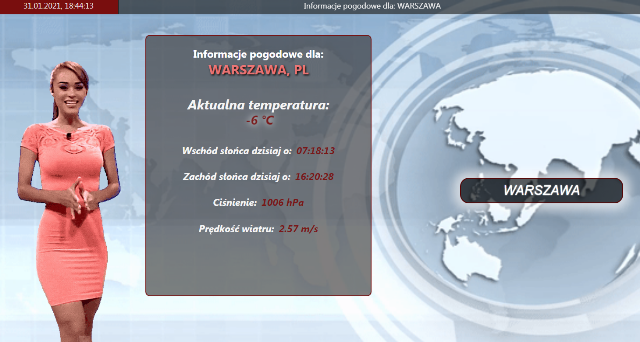 31.01.2021, 18:44:13
Informacje pogodowe dla: WARSZAWA
Informacje pogodowe dla:
WARSZAWA, PL
Aktualna temperatura:
-6 °C
Wschód słońca dzisiaj o: 07:18:13
Zachód słońca dzisiaj o: 16:20:28
Ciśnienie: 1006 hPa
Prędkość wiatru: 2.57 m/s
WARSZAWA